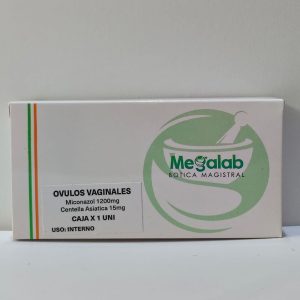 Megalab
BOTICA MAGISTRAL
OVULOS VAGINALES
Miconazol 1200mg
Centella Asiatica 15mg
CAJA X 1 UNI
USO: INTERNO